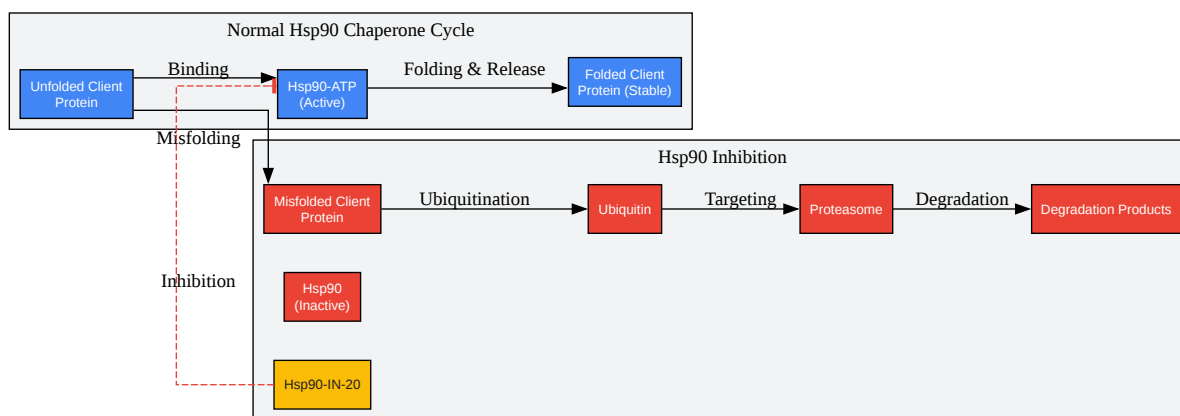 Normal Hsp90 Chaperone Cycle
Unfolded Client
Protein
Binding
Hsp90-ATP
(Active)
Folding & Release
Folded Client
Protein (Stable)
Misfolding
Hsp90 Inhibition
Misfolded Client
Protein
Ubiquitination
Ubiquitin
Targeting
Proteasome
Degradation
Degradation Products
Inhibition
Hsp90
(Inactive)
Hsp90-IN-20